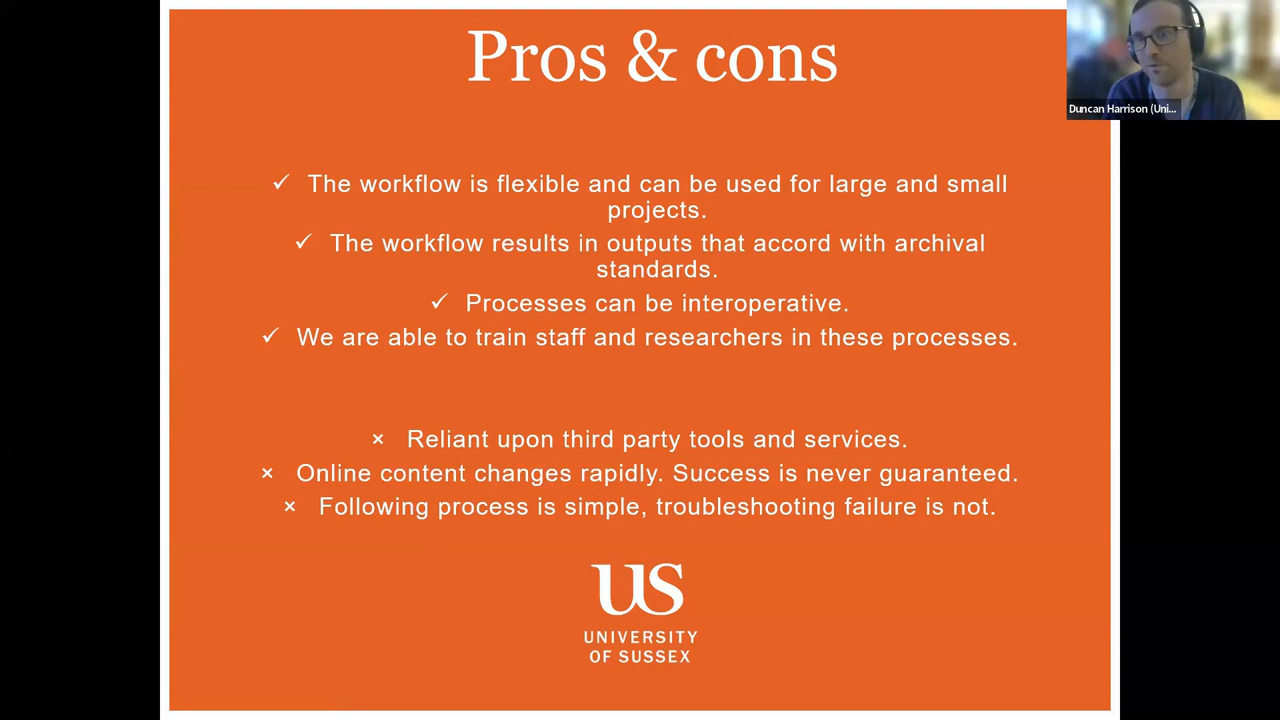 Pros & cons
Duncan Harrison (Uni...
✓ The workflow is flexible and can be used for large and small
projects.
✓ The workflow results in outputs that accord with archival
standards.
✓ Processes can be interoperative.
✓ We are able to train staff and researchers in these processes.
× Reliant upon third party tools and services.
× Online content changes rapidly. Success is never guaranteed.
× Following process is simple, troubleshooting failure is not.
US
UNIVERSITY
OF SUSSEX